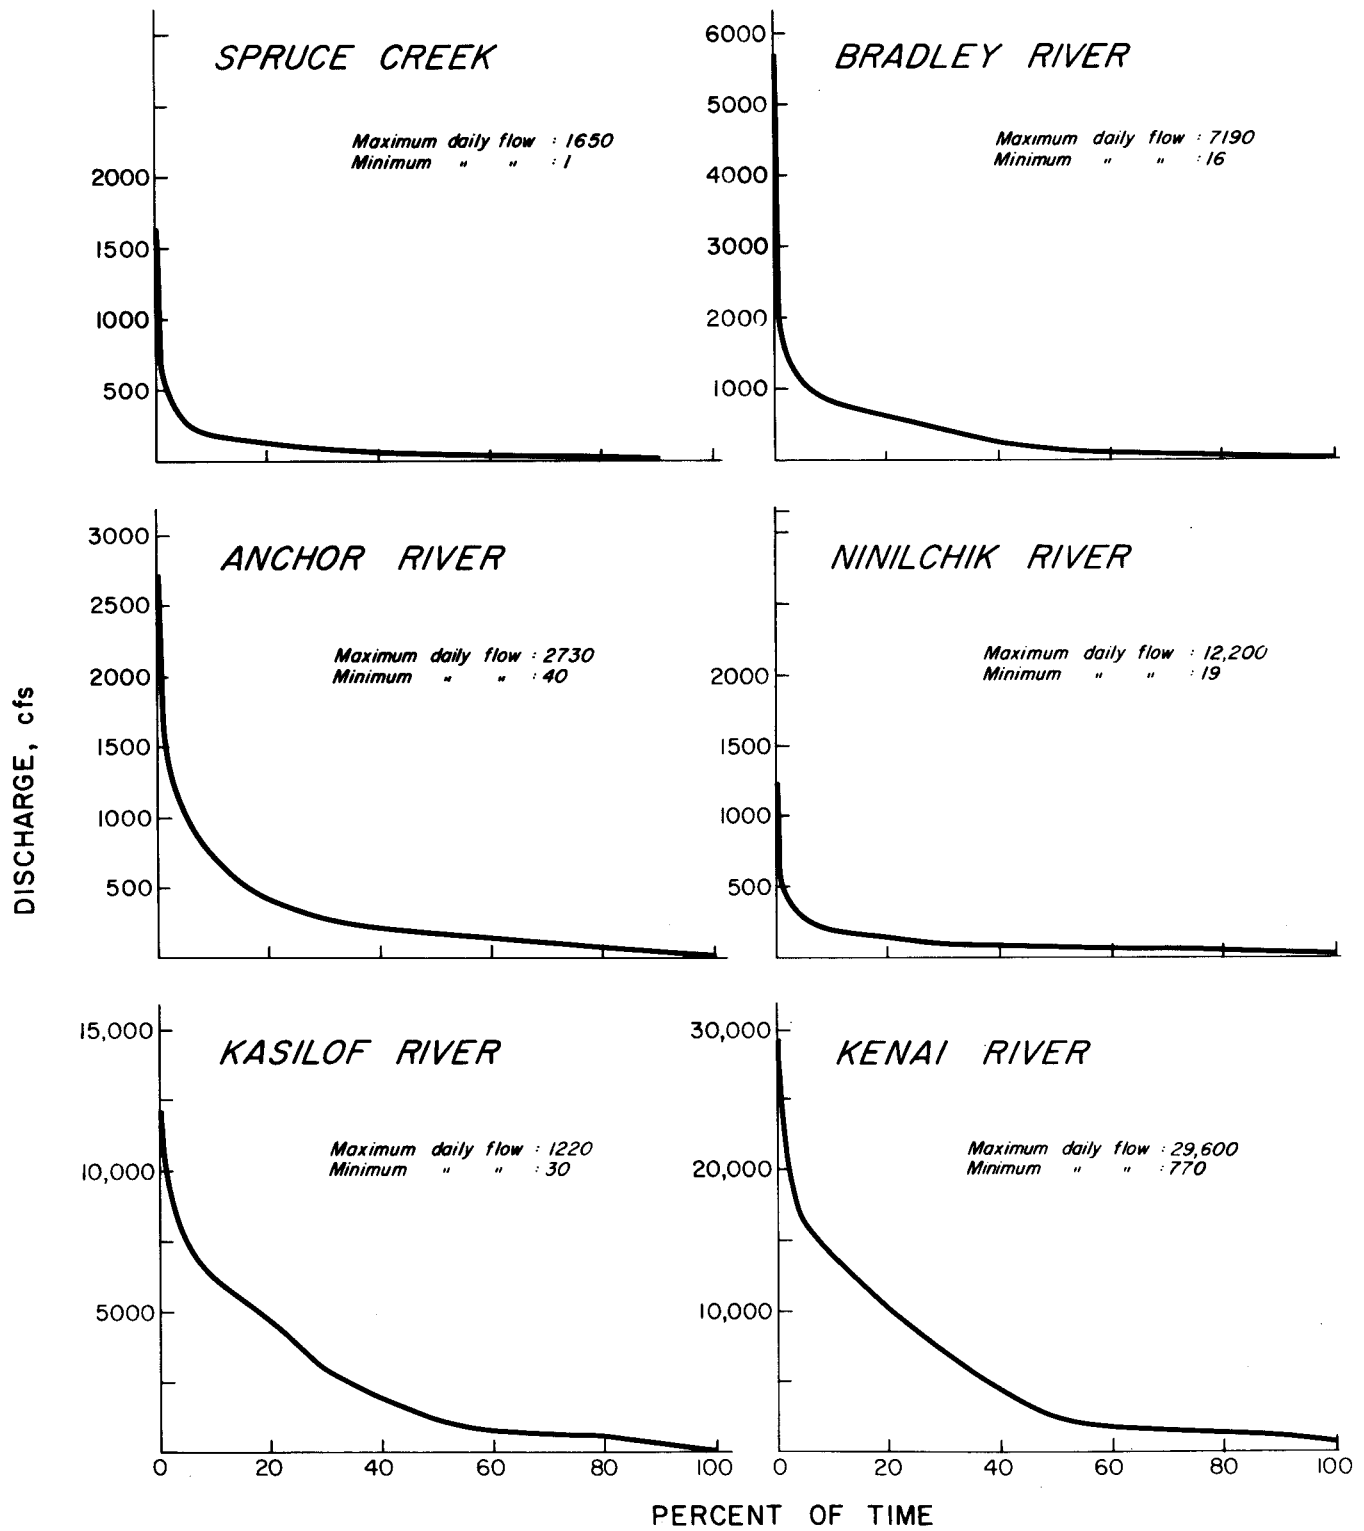 SPRUCE CREEK
Maximum daily flow : 1650
Minimum " " : 1
2000
1500
1000
500
BRADLEY RIVER
Maximum daily flow : 7190
Minimum " " : 16
6000
5000
4000
3000
2000
1000
ANCHOR RIVER
Maximum daily flow : 2730
Minimum " " : 40
3000
2500
2000
1500
1000
500
NINILCHIK RIVER
Maximum daily flow : 12,200
Minimum " " : 19
2000
1500
1000
500
DISCHARGE, cfs
KASILOF RIVER
Maximum daily flow : 1220
Minimum " " : 30
15,000
10,000
5000
0 20 40 60 80 100
KENAI RIVER
Maximum daily flow : 29,600
Minimum " " : 770
30,000
20,000
10,000
0 20 40 60 80 100
PERCENT OF TIME